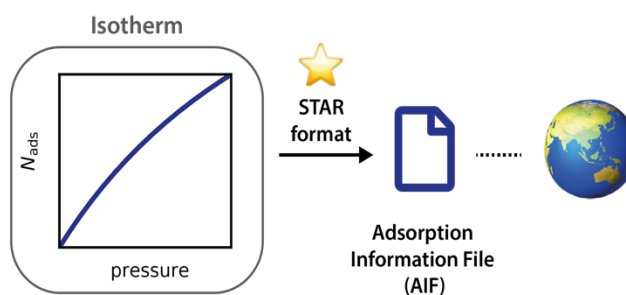 Isotherm
N_ads
pressure
STAR
format
Adsorption
Information File
(AIF)